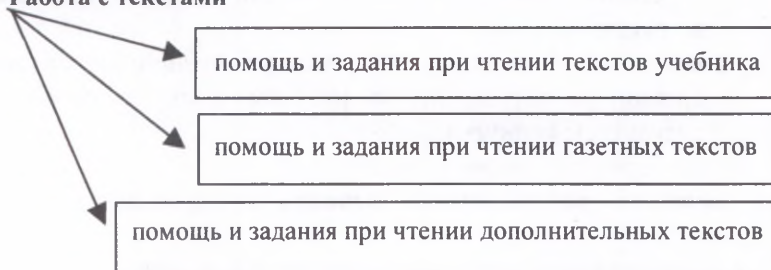 Работа с текстами
помощь и задания при чтении текстов учебника
помощь и задания при чтении газетных текстов
помощь и задания при чтении дополнительных текстов